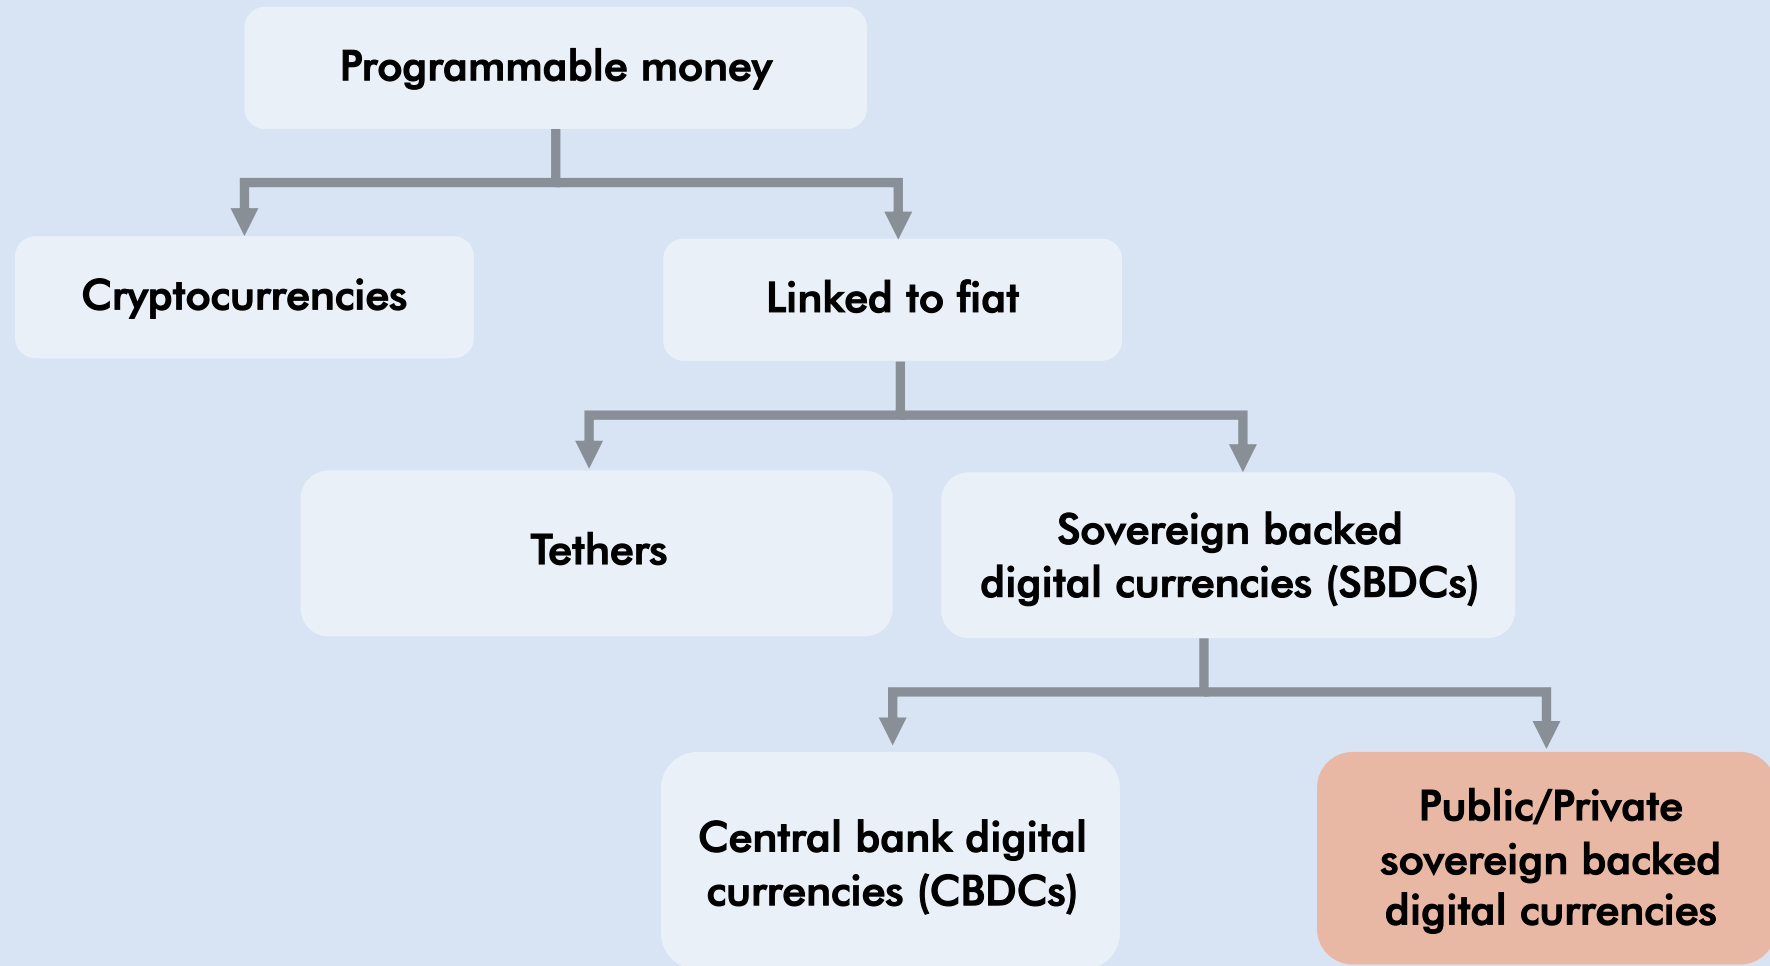 Programmable money
Cryptocurrencies
Linked to fiat
Tethers
Sovereign backed
digital currencies (SBDCs)
Central bank digital
currencies (CBDCs)
Public/Private
sovereign backed
digital currencies